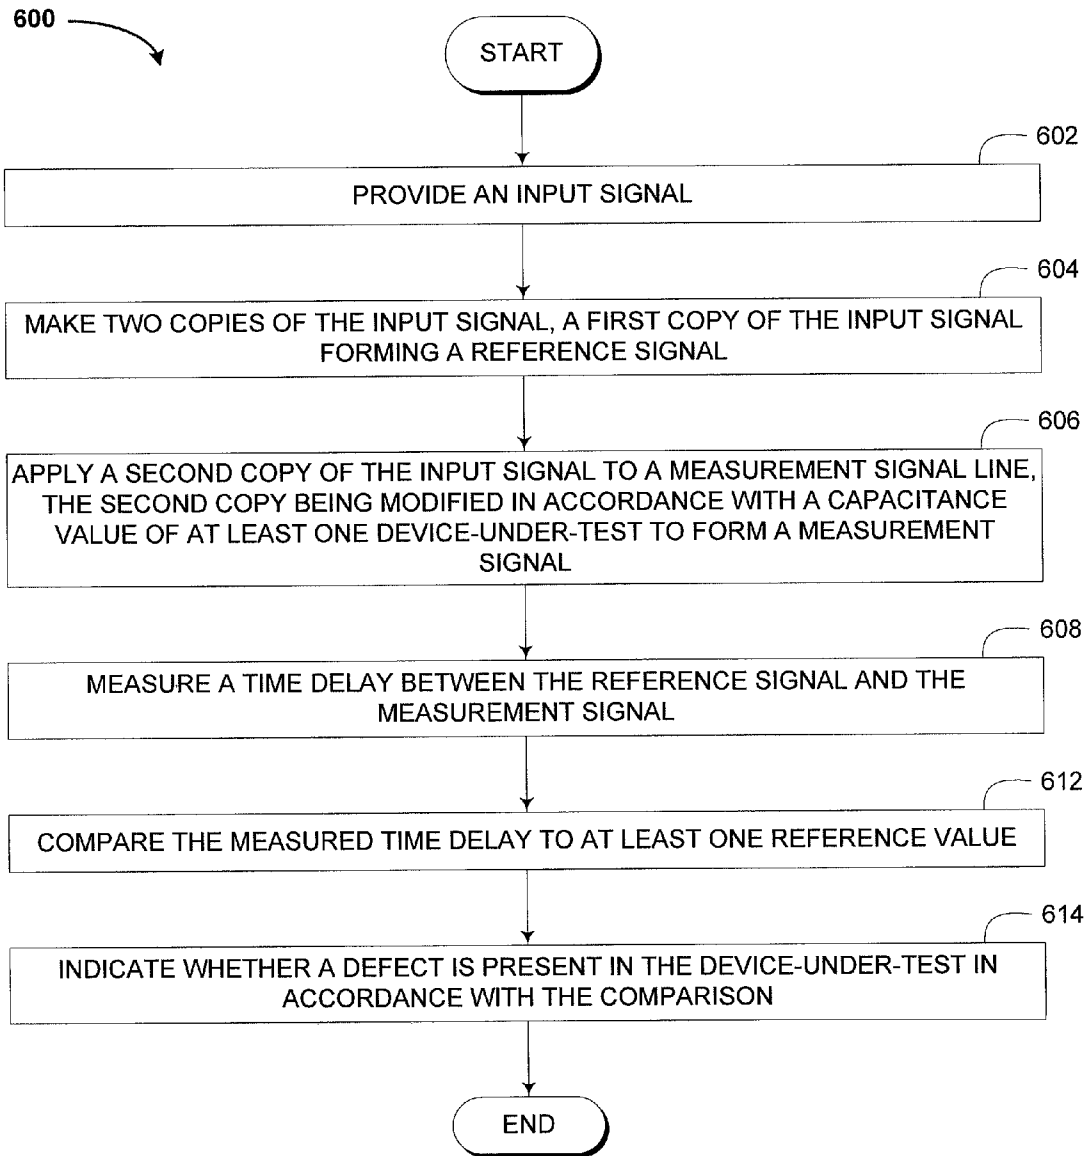 600
START
602
PROVIDE AN INPUT SIGNAL
604
MAKE TWO COPIES OF THE INPUT SIGNAL, A FIRST COPY OF THE INPUT SIGNAL
FORMING A REFERENCE SIGNAL
606
APPLY A SECOND COPY OF THE INPUT SIGNAL TO A MEASUREMENT SIGNAL LINE,
THE SECOND COPY BEING MODIFIED IN ACCORDANCE WITH A CAPACITANCE
VALUE OF AT LEAST ONE DEVICE-UNDER-TEST TO FORM A MEASUREMENT
SIGNAL
608
MEASURE A TIME DELAY BETWEEN THE REFERENCE SIGNAL AND THE
MEASUREMENT SIGNAL
612
COMPARE THE MEASURED TIME DELAY TO AT LEAST ONE REFERENCE VALUE
614
INDICATE WHETHER A DEFECT IS PRESENT IN THE DEVICE-UNDER-TEST IN
ACCORDANCE WITH THE COMPARISON
END